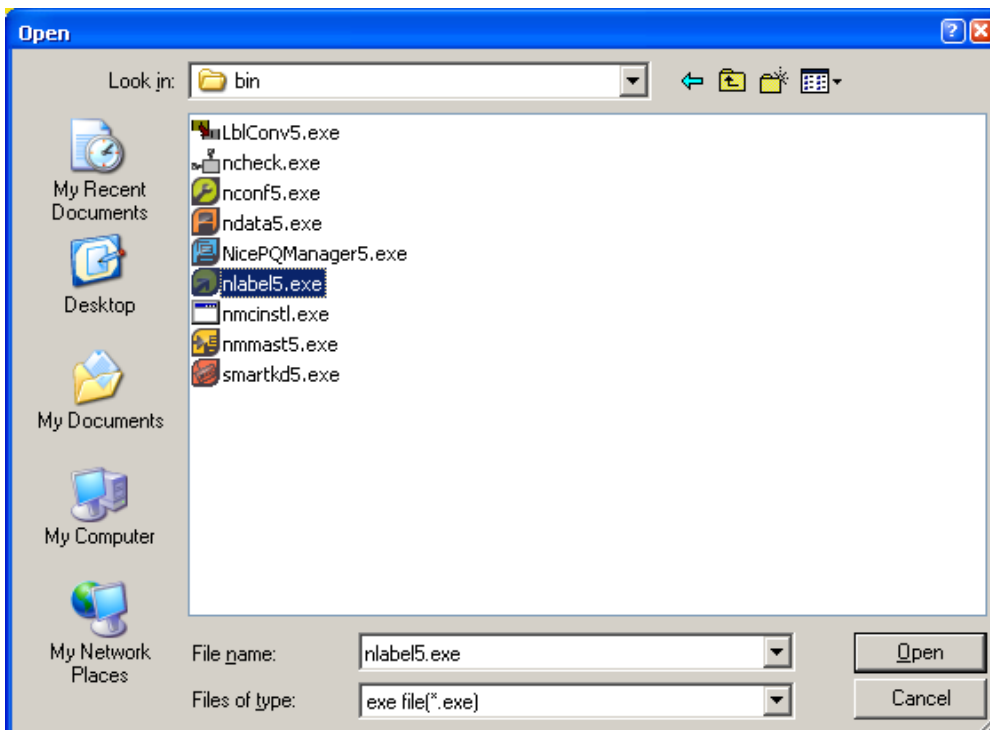 Open
Look in:
bin
My Recent
Documents
Desktop
My Documents
My Computer
My Network
Places
LblConv5.exe
ncheck.exe
nconf5.exe
ndata5.exe
NicePQManager5.exe
nlabel5.exe
nmcinstl.exe
nmmast5.exe
smartkd5.exe
File name:
nlabel5.exe
Open
Files of type:
exe file(*.exe)
Cancel